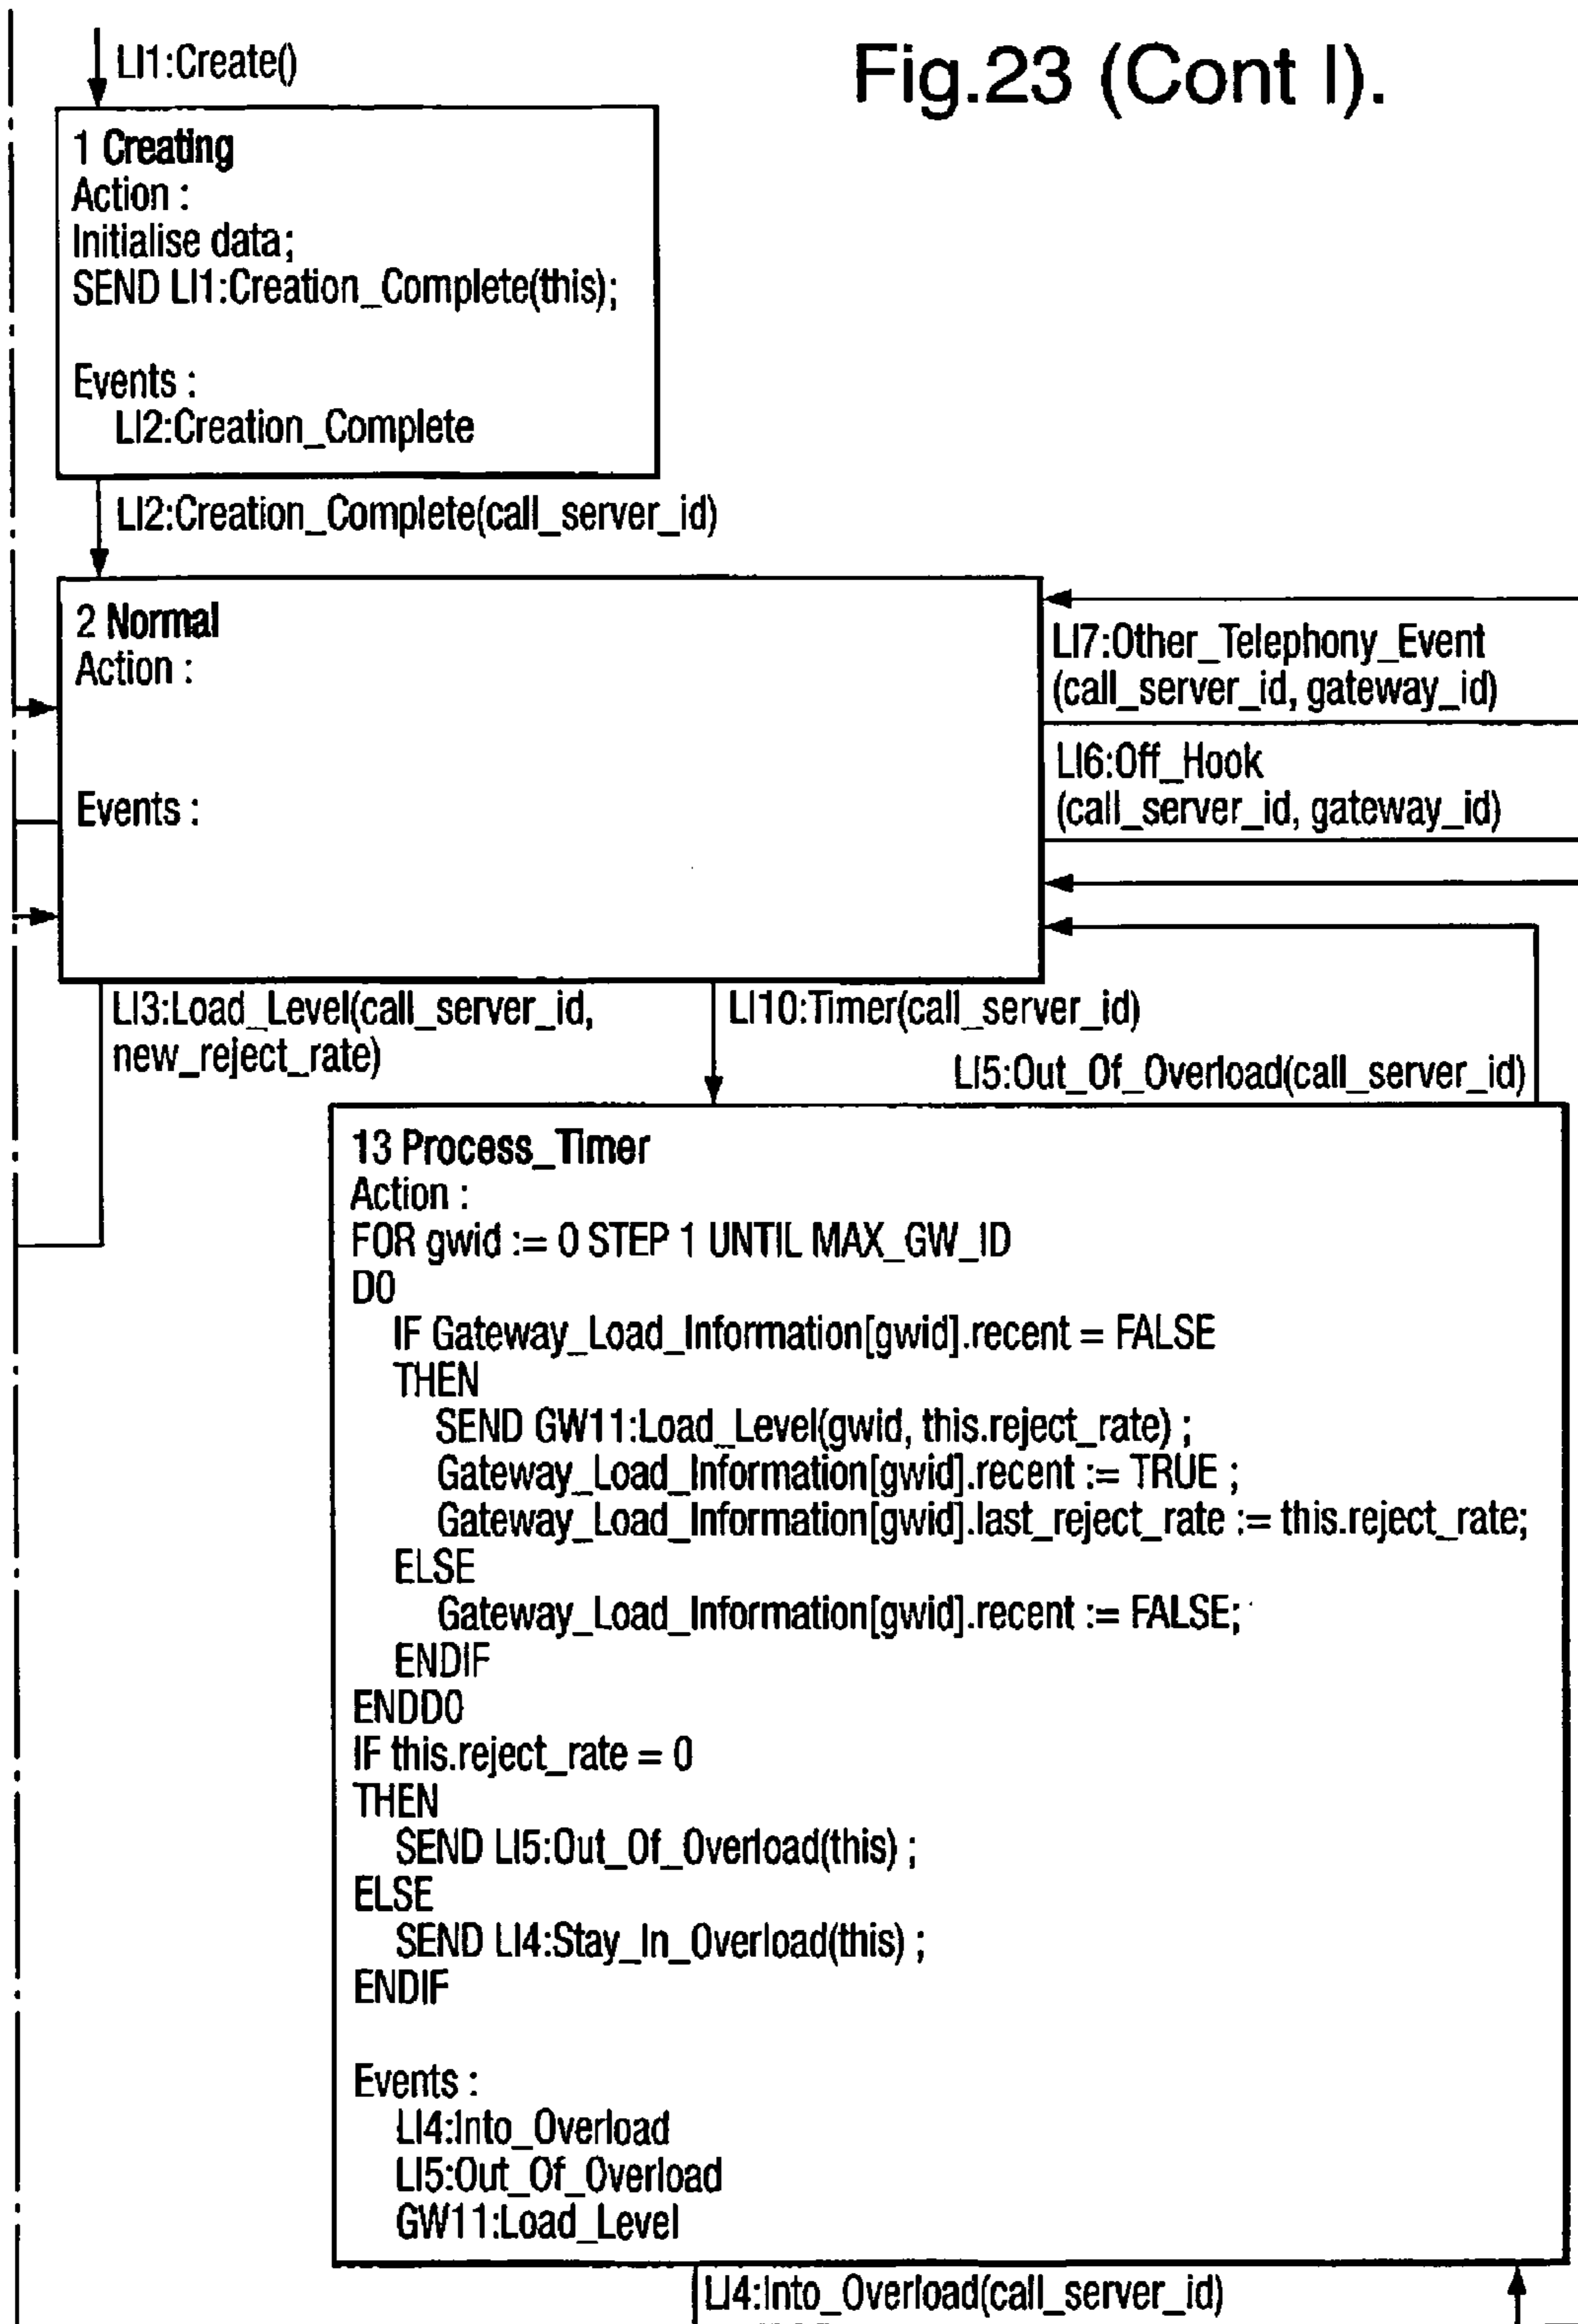 Fig.23 (Cont I).
LI1:Create()
1 Creating
Action :
Initialise data;
SEND LI1:Creation_Complete(this);
Events :
LI2:Creation_Complete
LI2:Creation_Complete(call_server_id)
2 Normal
Action :
Events :
LI7:Other_Telephony_Event
(call_server_id, gateway_id)
LI6:Off_Hook
(call_server_id, gateway_id)
LI3:Load_Level(call_server_id,
new_reject_rate)
LI10:Timer(call_server_id)
LI5:Out_Of_Overload(call_server_id)
13 Process_Timer
Action :
FOR gwid := 0 STEP 1 UNTIL MAX_GW_ID
DO
IF Gateway_Load_Information[gwid].recent = FALSE
THEN
SEND GW11:Load_Level(gwid, this.reject_rate) ;
Gateway_Load_Information[gwid].recent := TRUE ;
Gateway_Load_Information[gwid].last_reject_rate := this.reject_rate;
ELSE
Gateway_Load_Information[gwid].recent := FALSE;
ENDIF
ENDDO
IF this.reject_rate = 0
THEN
SEND LI5:Out_Of_Overload(this) ;
ELSE
SEND LI4:Stay_In_Overload(this) ;
ENDIF
Events :
LI4:Into_Overload
LI5:Out_Of_Overload
GW11:Load_Level
LI4:Into_Overload(call_server_id)